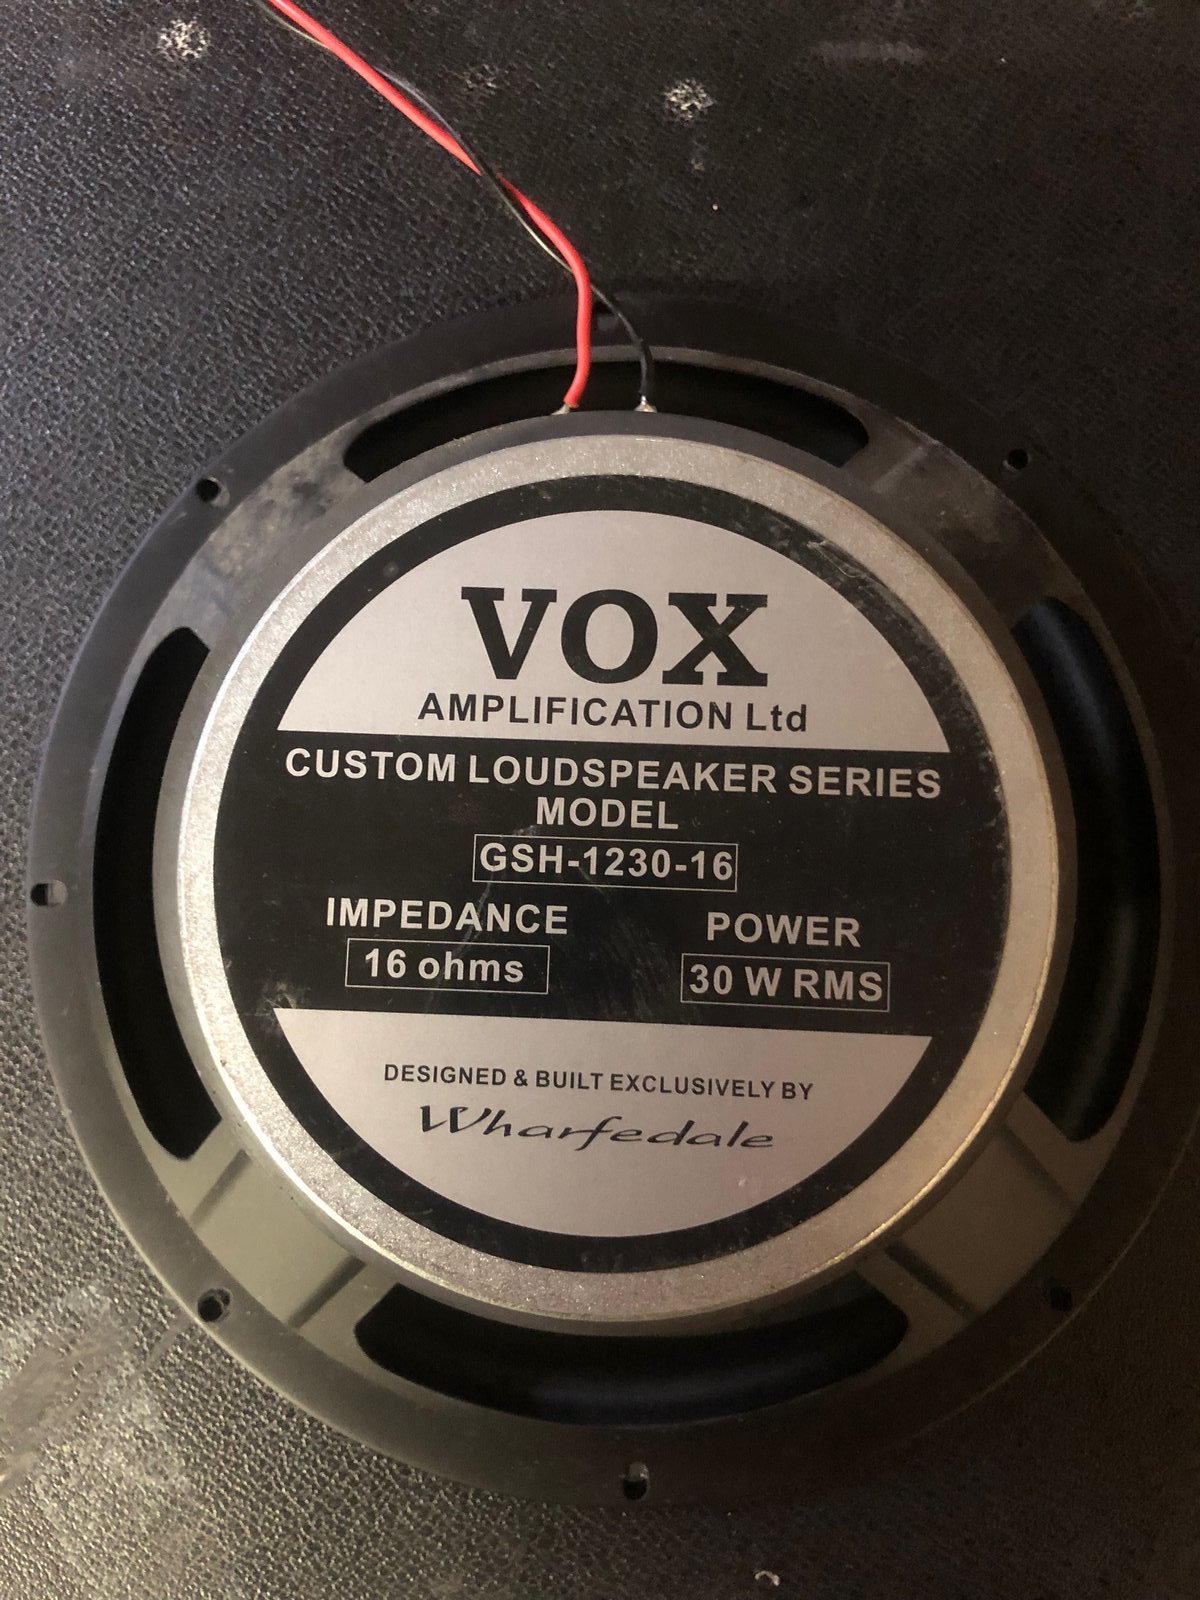 VOX
AMPLIFICATION Ltd
CUSTOM LOUDSPEAKER SERIES
MODEL
GSH-1230-16
IMPEDANCE
16 ohms
POWER
30 W RMS
DESIGNED & BUILT EXCLUSIVELY BY
Wharfedale